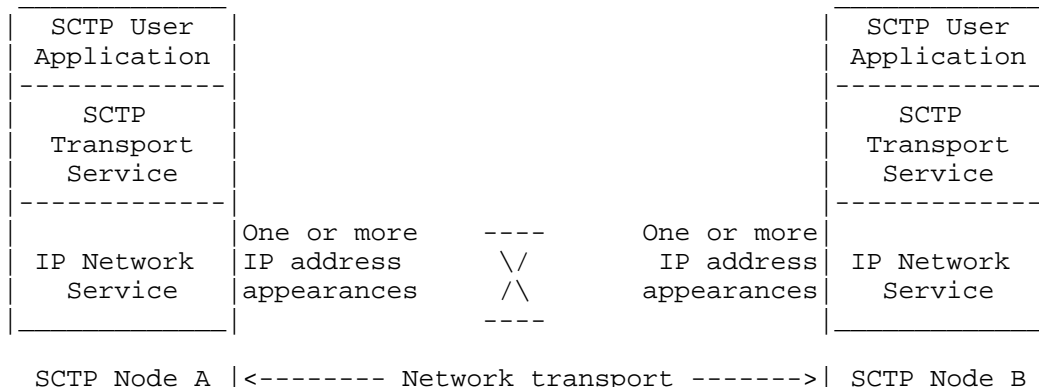 SCTP User SCTP User
Application Application
SCTP SCTP
Transport Transport
Service Service
One or more ---- One or more
IP Network IP address \/ IP address IP Network
Service appearances /\ appearances Service
----
SCTP Node A |<-------- Network transport ------->| SCTP Node B